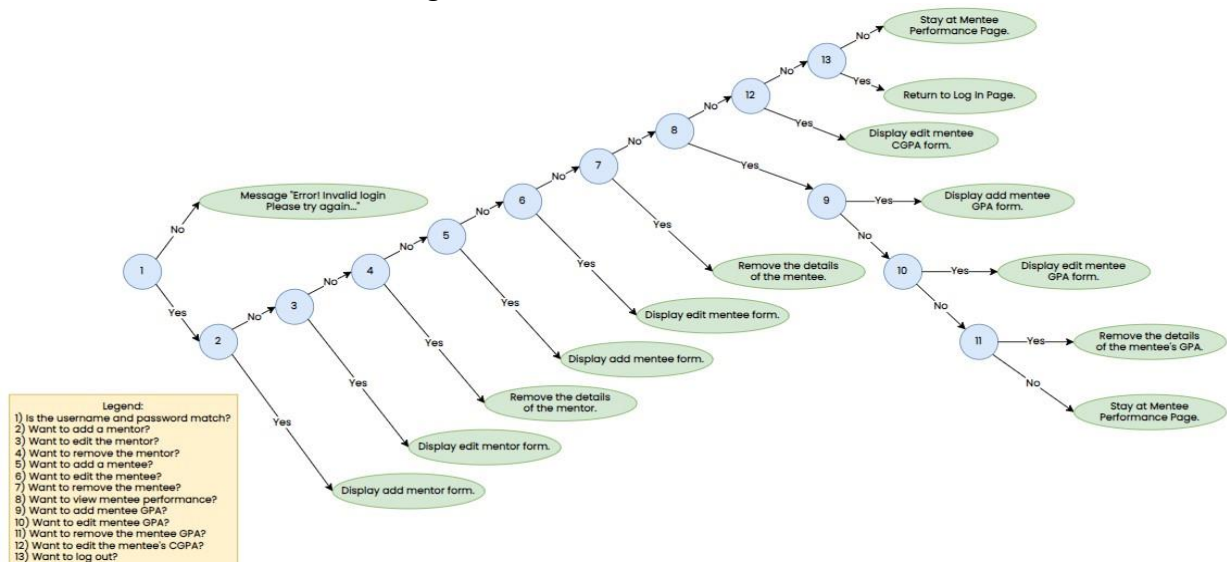 Stay at Mentee
Performance Page.
No
13
Yes
Return to Log In Page.
No
12
Yes
Display edit mentee
CGPA form.
No
8
Yes
No
7
Yes
9
Yes
Display add mentee
GPA form.
No
Message "Error! Invalid login
Please try again..."
No
6
No
5
Yes
Remove the details
of the mentee.
10
Yes
Display edit mentee
GPA form.
No
1
No
4
Yes
Display edit mentee form.
No
3
Yes
No
2
Yes
Yes
Display add mentee form.
11
Yes
Remove the details
of the mentee's GPA.
No
Yes
Remove the details
of the mentor.
Stay at Mentee
Performance Page.
Yes
Display edit mentor form.
Yes
Display add mentor form.
Legend:
1) Is the username and password match?
2) Want to add a mentor?
3) Want to edit the mentor?
4) Want to remove the mentor?
5) Want to add a mentee?
6) Want to edit the mentee?
7) Want to remove the mentee?
8) Want to view mentee performance?
9) Want to add mentee GPA?
10) Want to edit mentee GPA?
11) Want to remove the mentee GPA?
12) Want to edit the mentee's CGPA?
13) Want to log out?